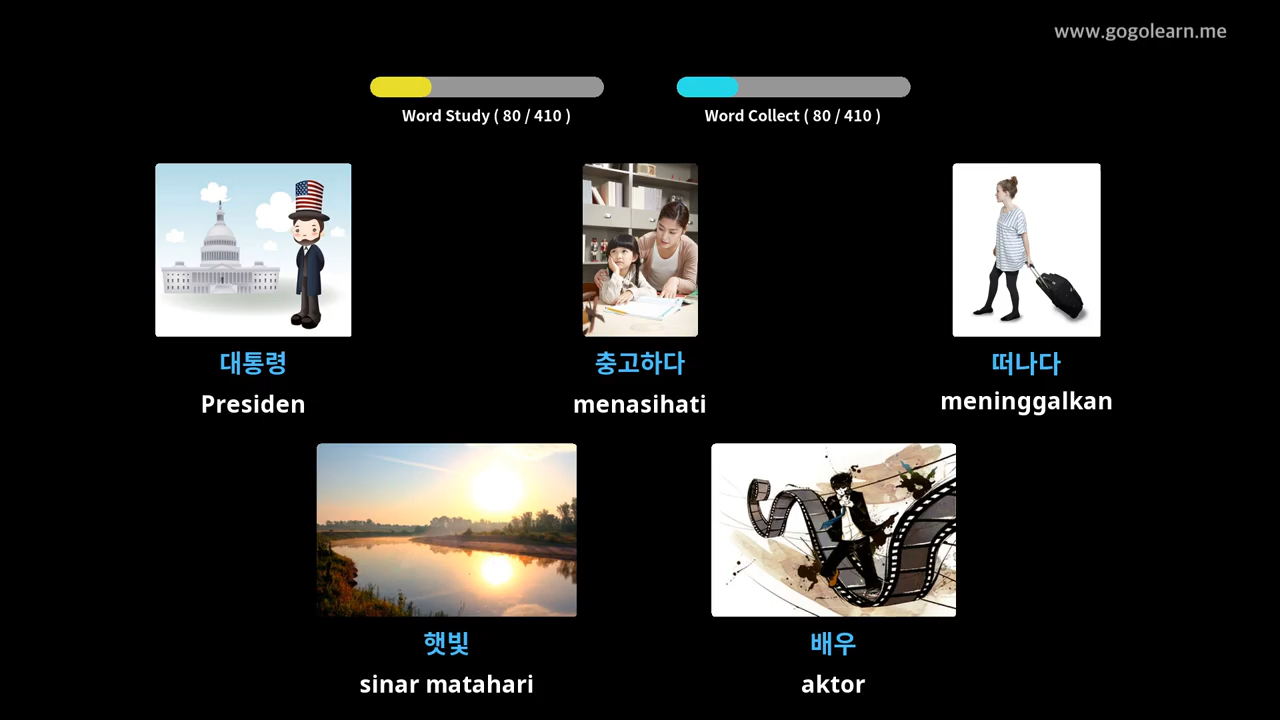 www.gogolearn.me
Word Study ( 80 / 410 )
Word Collect ( 80 / 410 )
대통령
Presiden
충고하다
menasihati
떠나다
meninggalkan
햇빛
sinar matahari
배우
aktor